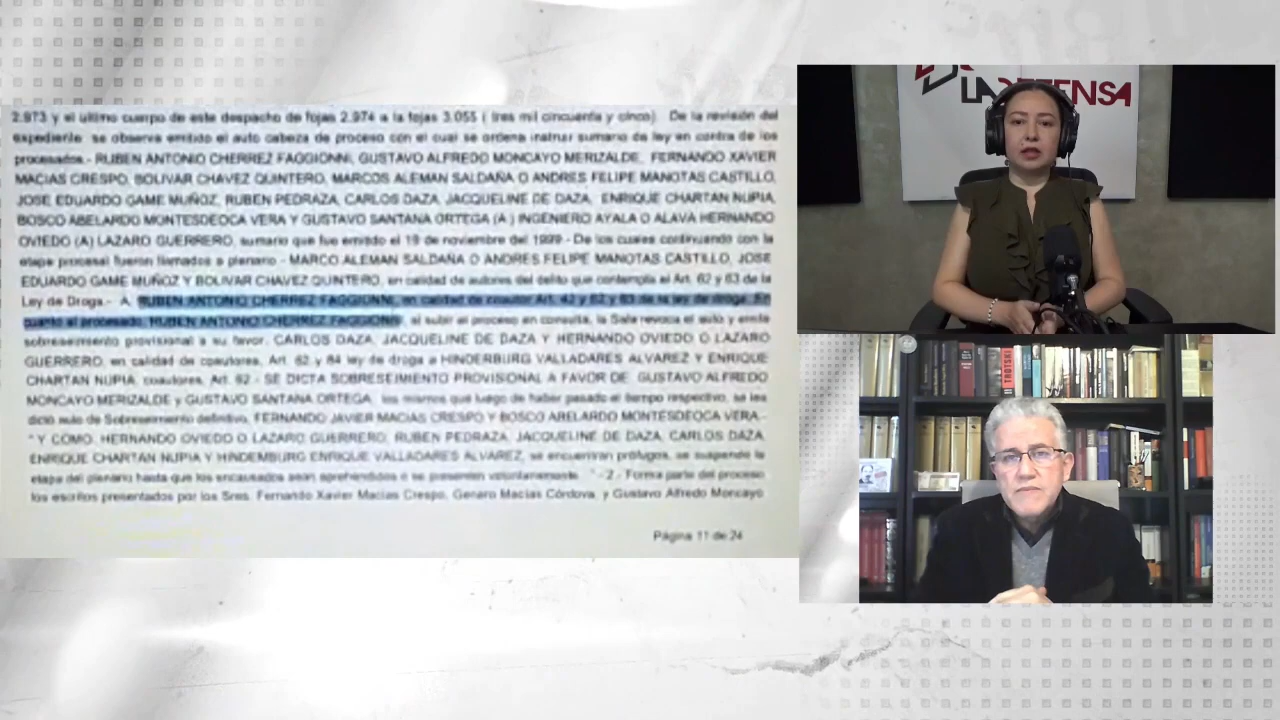 2.973 y el ultimo cuerpo de este despacho de fojas 2.974 a la fojas 3.055 ( tres mil cincuenta y cinco). De la revisión del
expediente se observa emitido el auto cabeza de proceso con el cual se ordena instruir sumario de ley en contra de los
procesados.- RUBEN ANTONIO CHERREZ FAGGIONNI, GUSTAVO ALFREDO MONCAYO MERIZALDE, FERNANDO XAVIER
MACIAS CRESPO, BOLIVAR CHAVEZ QUINTERO, MARCOS ALEMAN SALDAÑA O ANDRES FELIPE MANOTAS CASTILLO,
JOSE EDUARDO GAME MUÑOZ, RUBEN PEDRAZA, CARLOS DAZA, JACQUELINE DE DAZA, ENRIQUE CHARTAN NUPIA,
BOSCO ABELARDO MONTESDEOCA VERA Y GUSTAVO SANTANA ORTEGA (A ) INGENIERO AYALA O ALAVA HERNANDO
OVIEDO (A) LAZARO GUERRERO, sumario que fue emitido el 19 de noviembre del 1999 - De los cuales continuando con la
etapa procesal fueron llamados a plenario - MARCO ALEMAN SALDAÑA O ANDRES FELIPE MANOTAS CASTILLO, JOSE
EDUARDO GAME MUÑOZ Y BOLIVAR CHAVEZ QUINTERO, en calidad de autores del delito que contempla el Art. 62 y 63 de la
Ley de Droga.- A, RUBEN ANTONIO CHERREZ FAGGIONNI, en calidad de coautor Art. 42 y 62 y 63 de la ley de droga. En
cuanto al procesado, RUBEN ANTONIO CHERREZ FAGGIONNI, al subir el proceso en consulta, la Sala revoca el auto y emite
sobreseimiento provisional a su favor. CARLOS DAZA, JACQUELINE DE DAZA Y HERNANDO OVIEDO O LAZARO
GUERRERO, en calidad de coautores. Art. 62 y 64 ley de droga a HINDERBURG VALLADARES ALVAREZ Y ENRIQUE
CHARTAN NUPIA, coautores, Art. 62 - SE DICTA SOBRESEIMIENTO PROVISIONAL A FAVOR DE GUSTAVO ALFREDO
MONCAYO MERIZALDE y GUSTAVO SANTANA ORTEGA, los mismos que luego de haber pasado el tiempo respectivo, se les
dictó auto de Sobreseimiento definitivo, FERNANDO JAVIER MACIAS CRESPO Y BOSCO ABELARDO MONTESDEOCA VERA.-
" Y COMO, HERNANDO OVIEDO O LAZARO GUERRERO, RUBEN PEDRAZA, JACQUELINE DE DAZA, CARLOS DAZA,
ENRIQUE CHARTAN NUPIA Y HINDEMBURG ENRIQUE VALLADARES ALVAREZ, se encuentran prófugos, se suspende la
etapa del plenario hasta que los encausados sean aprehendidos o se presenten voluntariamente. " - 2 - Forma parte del proceso
los escritos presentados por los Sres. Fernando Xavier Macias Crespo, Genaro Macias Córdova, y Gustavo Alfredo Moncayo
Página 11 de 24
LA DEFENSA
TROTSKI